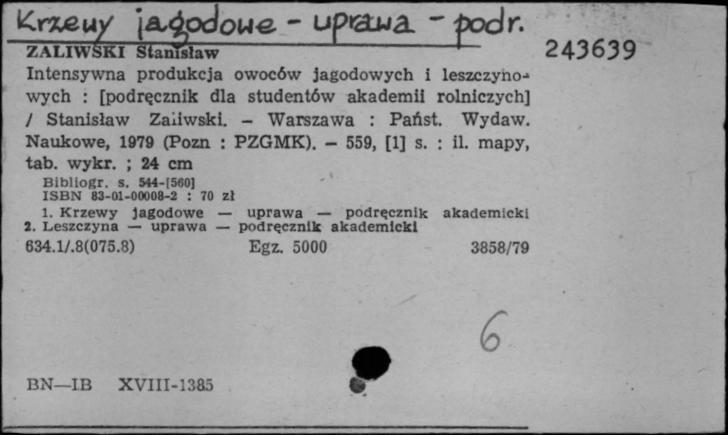 Krzewy jagodowe - uprawa - podr.
243639
ZALIWSKI Stanisław
Intensywna produkcja owoców jagodowych i leszczyno-
wych : [podręcznik dla studentów akademii rolniczych]
/ Stanisław Zaliwski. — Warszawa : Państ. Wydaw.
Naukowe, 1979 (Pozn : PZGMK). — 559, [1] s. : il. mapy,
tab. wykr. ; 24 cm
Bibliogr. s. 544-[560]
ISBN 83-01-00008-2 : 70 zł
1. Krzewy jagodowe — uprawa — podręcznik akademicki
2. Leszczyna — uprawa — podręcznik akademicki
634.1/.8(075.8) Egz. 5000 3858/79
6
BN—IB XVIII-1385